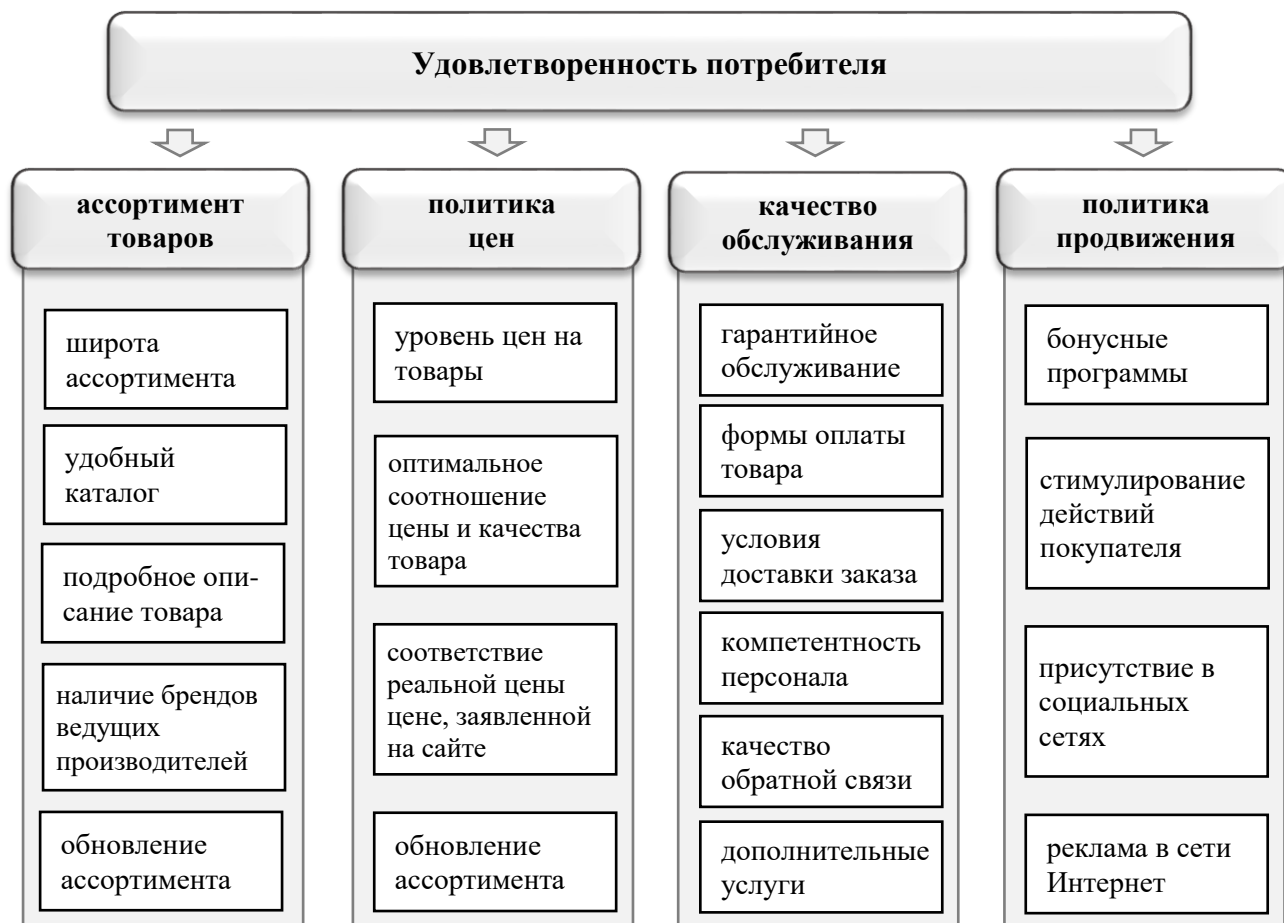 Удовлетворенность потребителя
ассортимент
товаров
широта
ассортимента
удобный
каталог
подробное опи-
сание товара
наличие брендов
ведущих
производителей
обновление
ассортимента
политика
цен
уровень цен на
товары
оптимальное
соотношение
цены и качества
товара
соответствие
реальной цены
цене, заявленной
на сайте
обновление
ассортимента
качество
обслуживания
гарантийное
обслуживание
формы оплаты
товара
условия
доставки заказа
компетентность
персонала
качество
обратной связи
дополнительные
услуги
политика
продвижения
бонусные
программы
стимулирование
действий
покупателя
присутствие в
социальных
сетях
реклама в сети
Интернет